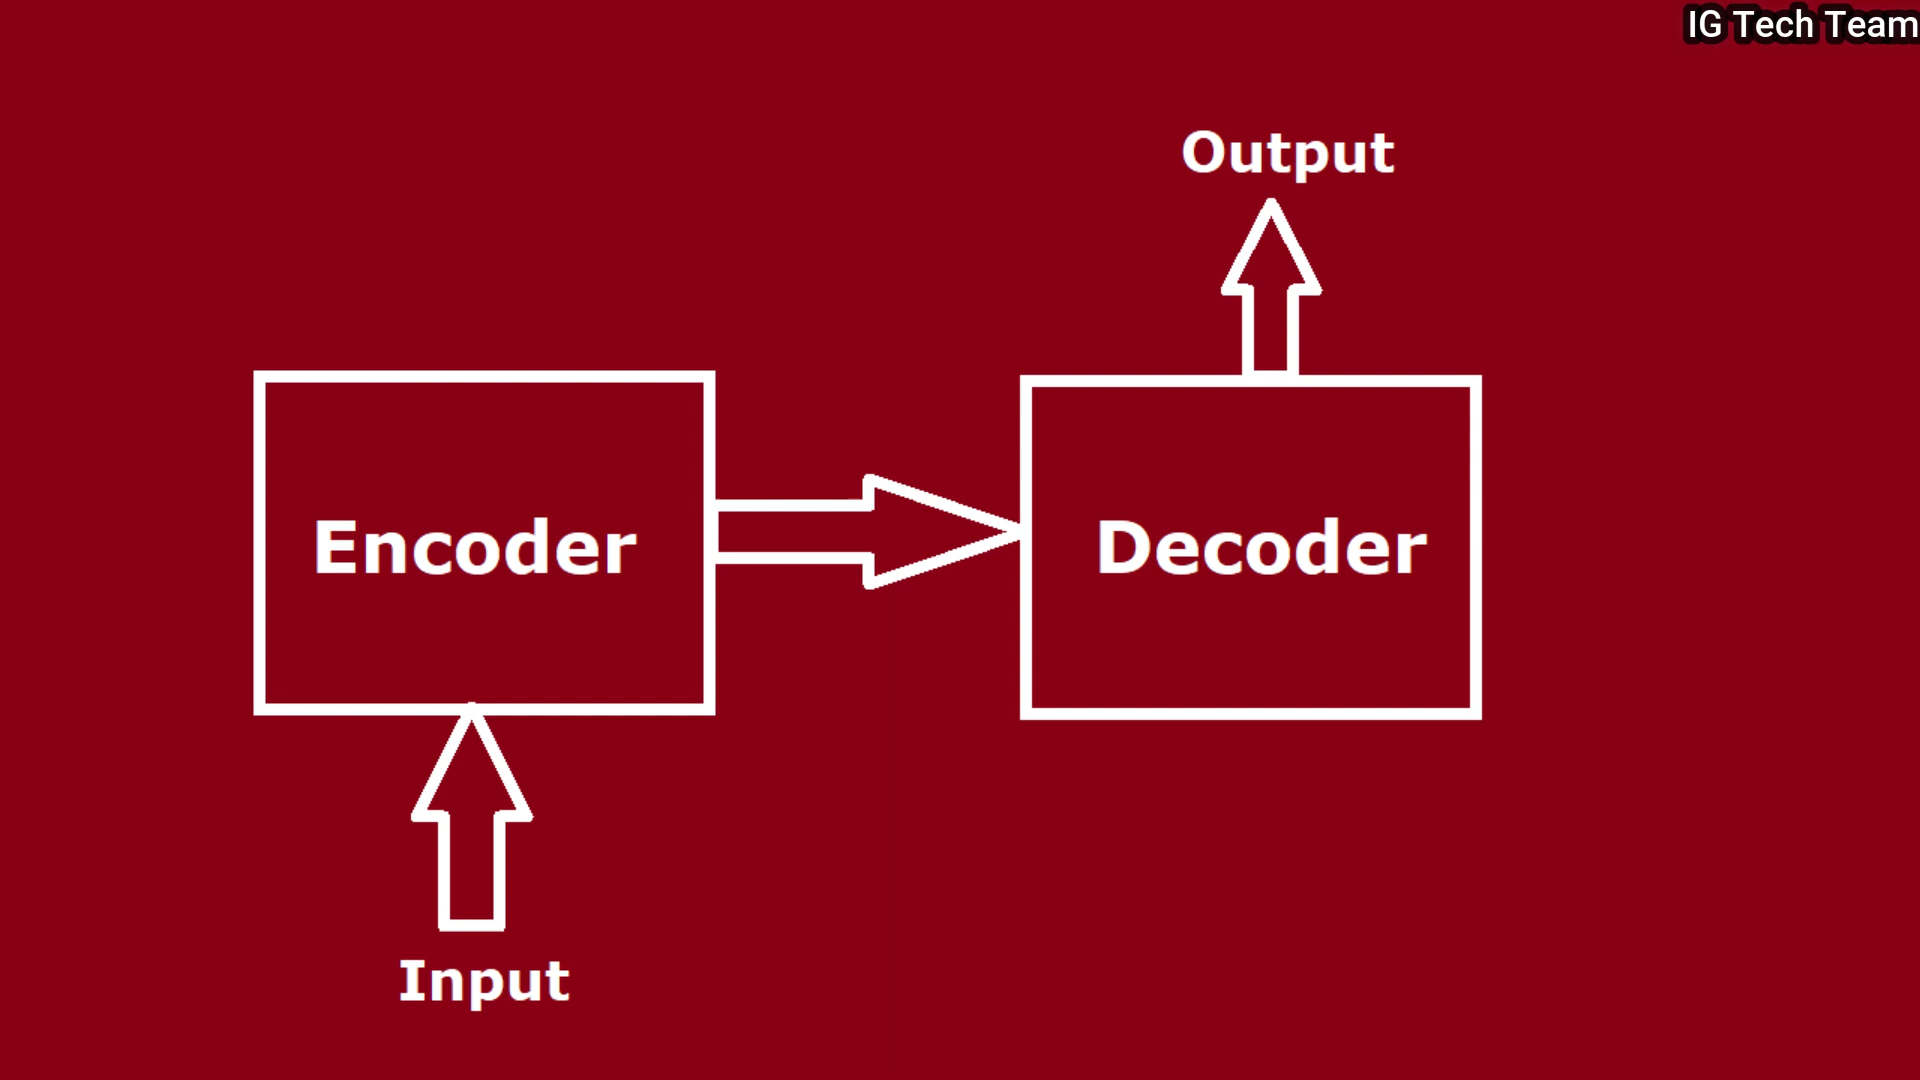 IG Tech Team
Output
Encoder
Decoder
Input